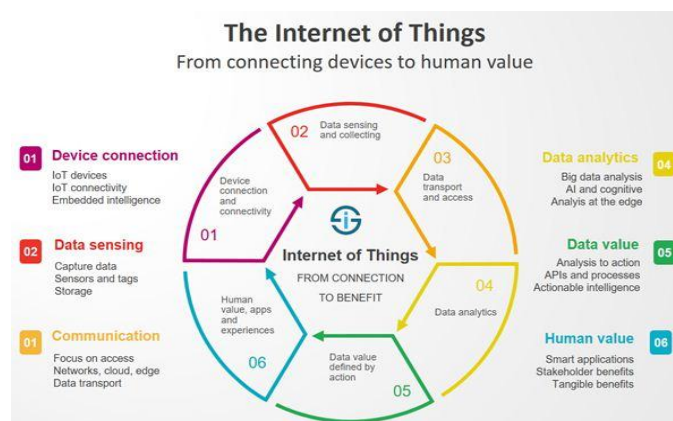 The Internet of Things
From connecting devices to human value
01 Device connection
IoT devices
IoT connectivity
Embedded intelligence
02 Data sensing
Capture data
Sensors and tags
Storage
01 Communication
Focus on access
Networks, cloud, edge
Data transport
01
Device
connection
and
connectivity
02
Data sensing
and collecting
03
Data
transport
and access
04
Data analytics
Data value
defined by
action
05
Human
value, apps
and
experiences
06
Internet of Things
FROM CONNECTION
TO BENEFIT
Data analytics 04
Big data analysis
AI and cognitive
Analyis at the edge
Data value 05
Analysis to action
APIs and processes
Actionable intelligence
Human value 06
Smart applications
Stakeholder benefits
Tangible benefits